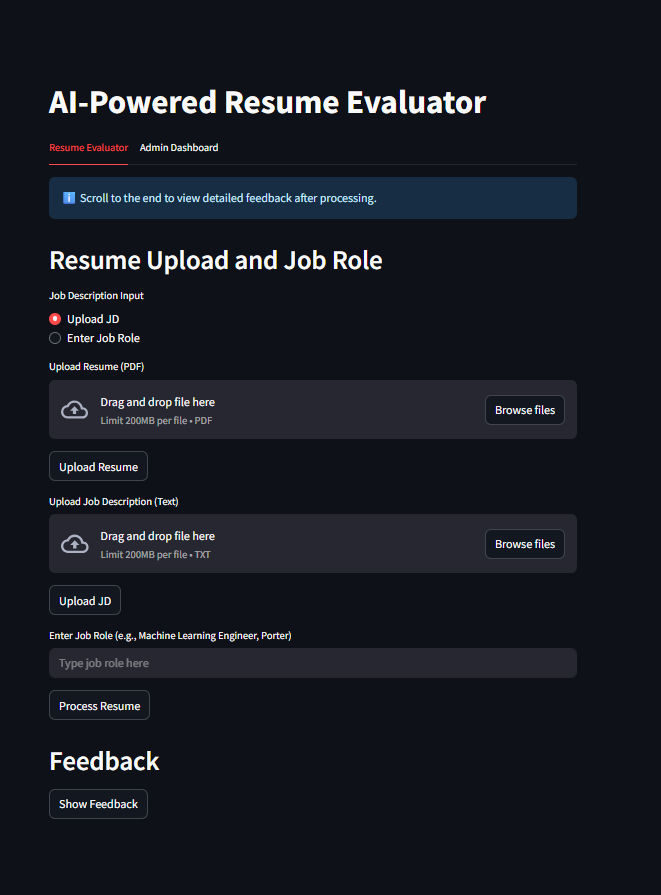 AI-Powered Resume Evaluator
Resume Evaluator Admin Dashboard
Scroll to the end to view detailed feedback after processing.
Resume Upload and Job Role
Job Description Input
Upload JD
Enter Job Role
Upload Resume (PDF)
Drag and drop file here
Limit 200MB per file • PDF
Browse files
Upload Resume
Upload Job Description (Text)
Drag and drop file here
Limit 200MB per file • TXT
Browse files
Upload JD
Enter Job Role (e.g., Machine Learning Engineer, Porter)
Type job role here
Process Resume
Feedback
Show Feedback